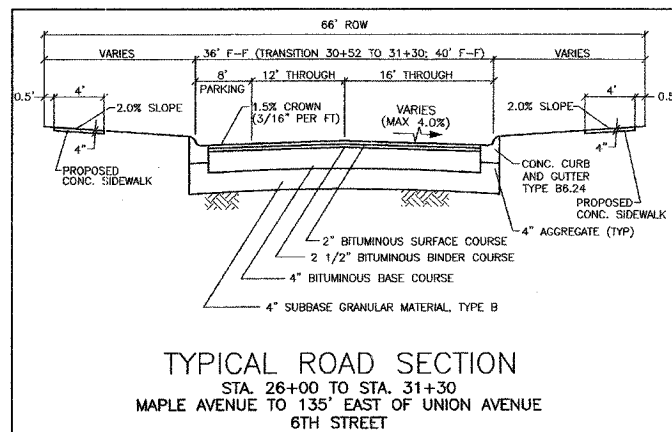 66' ROW
VARIES
36' F-F (TRANSITION 30+52 TO 31+30; 40' F-F)
VARIES
0.5'
4'
8'
12' THROUGH
16' THROUGH
4'
0.5'
PARKING
2.0% SLOPE
1.5% CROWN
(3/16" PER FT)
VARIES
(MAX 4.0%)
2.0% SLOPE
4"
4"
PROPOSED
CONC. SIDEWALK
CONC. CURB
AND GUTTER
TYPE B6.24
PROPOSED
CONC. SIDEWALK
4" AGGREGATE (TYP)
2" BITUMINOUS SURFACE COURSE
2 1/2" BITUMINOUS BINDER COURSE
4" BITUMINOUS BASE COURSE
4" SUBBASE GRANULAR MATERIAL, TYPE B
TYPICAL ROAD SECTION
STA. 26+00 TO STA. 31+30
MAPLE AVENUE TO 135' EAST OF UNION AVENUE
6TH STREET